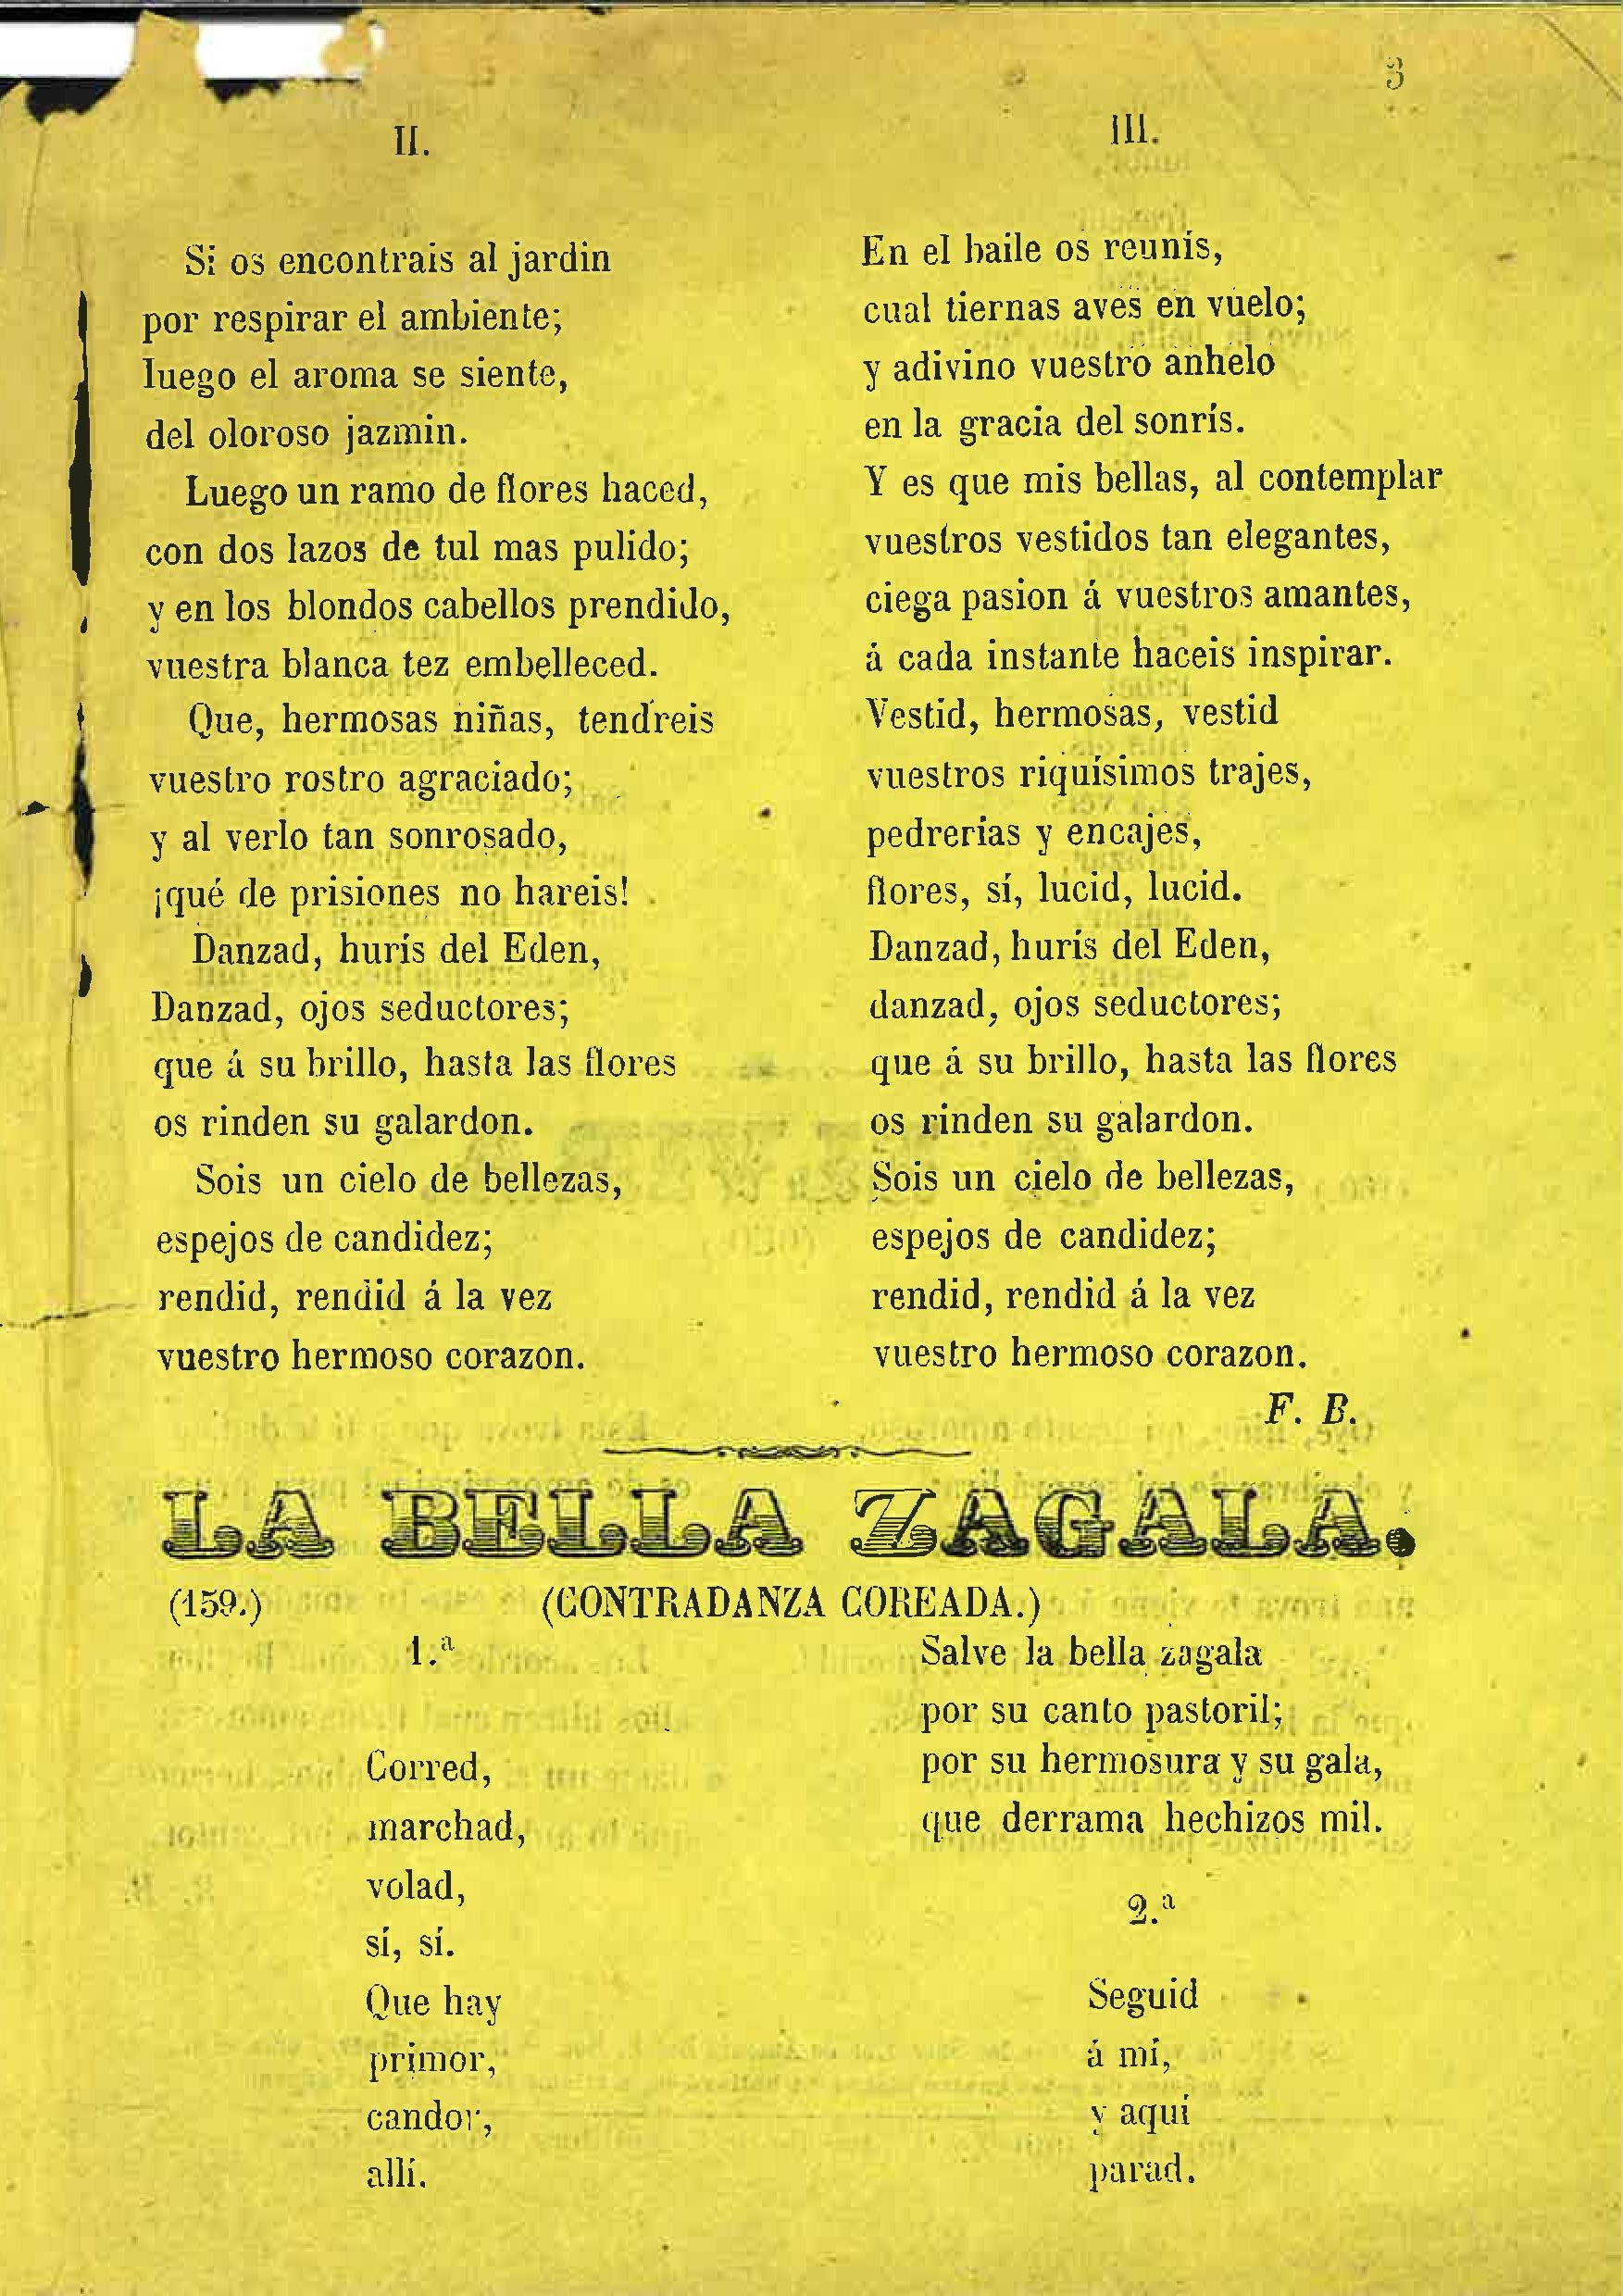 3
II.
Si os encontrais al jardin
por respirar el ambiente;
luego el aroma se siente,
del oloroso jazmin.
Luego un ramo de flores haced,
con dos lazos de tul mas pulido;
y en los blondos cabellos prendido,
vuestra blanca tez embelleced.
Que, hermosas niñas, tendreis
vuestro rostro agraciado;
y al verlo tan sonrosado,
¡qué de prisiones no hareis!
Danzad, hurís del Eden,
Danzad, ojos seductores;
que á su brillo, hasta las flores
os rinden su galardon.
Sois un cielo de bellezas,
espejos de candidez;
rendid, rendid á la vez
vuestro hermoso corazon.
III.
En el baile os reunís,
cual tiernas aves en vuelo;
y adivino vuestro anhelo
en la gracia del sonrís.
Y es que mis bellas, al contemplar
vuestros vestidos tan elegantes,
ciega pasion á vuestros amantes,
á cada instante haceis inspirar.
Vestid, hermosas, vestid
vuestros riquísimos trajes,
pedrerias y encajes,
flores, sí, lucid, lucid.
Danzad, hurís del Eden,
danzad, ojos seductores;
que á su brillo, hasta las flores
os rinden su galardon.
Sois un cielo de bellezas,
espejos de candidez;
rendid, rendid á la vez
vuestro hermoso corazon.
F. B.
LA BELLA ZAGALA.
(159.) (CONTRADANZA COREADA.)
1.ª
Corred,
marchad,
volad,
sí, sí.
Que hay
primor,
candor,
allí.
Salve la bella zagala
por su canto pastoril;
por su hermosura y su gala,
que derrama hechizos mil.
2.ª
Seguid
á mí,
y aquí
parad.